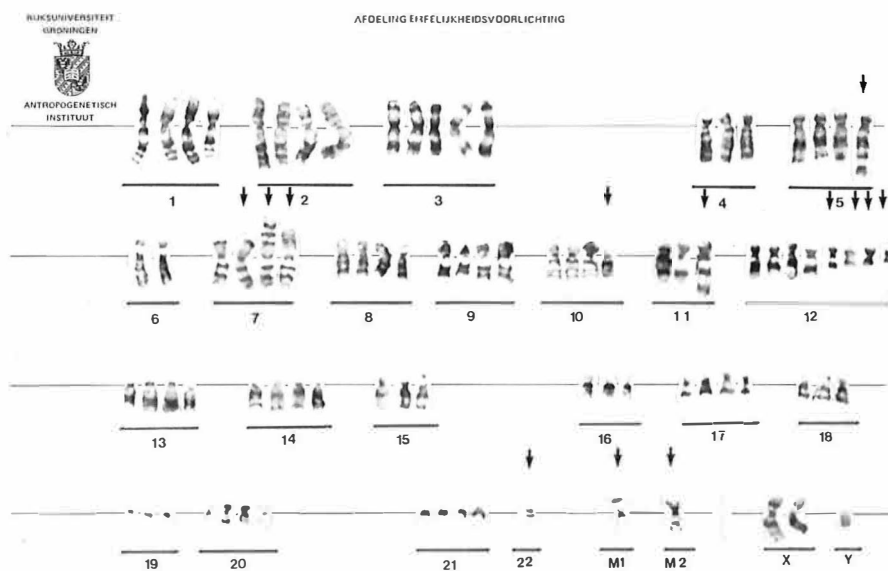 RIJKSUNIVERSITEIT
GRONINGEN
ANTROPOGENETISCH
INSTITUUT
AFDELING ERFELIJKHEIDSVOORLICHTING
1 2 3 4 5
6 7 8 9 10 11 12
13 14 15 16 17 18
19 20 21 22 M1 M2 X Y